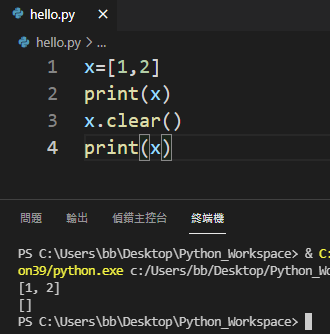 hello.py ×
hello.py > ...
1 x=[1,2]
2 print(x)
3 x.clear()
4 print(x)
問題 輸出 偵錯主控台 終端機
PS C:\Users\bb\Desktop\Python_Workspace> & C:
on39/python.exe c:/Users/bb/Desktop/Python_Wo
[1, 2]
[]
PS C:\Users\bb\Desktop\Python_Workspace>